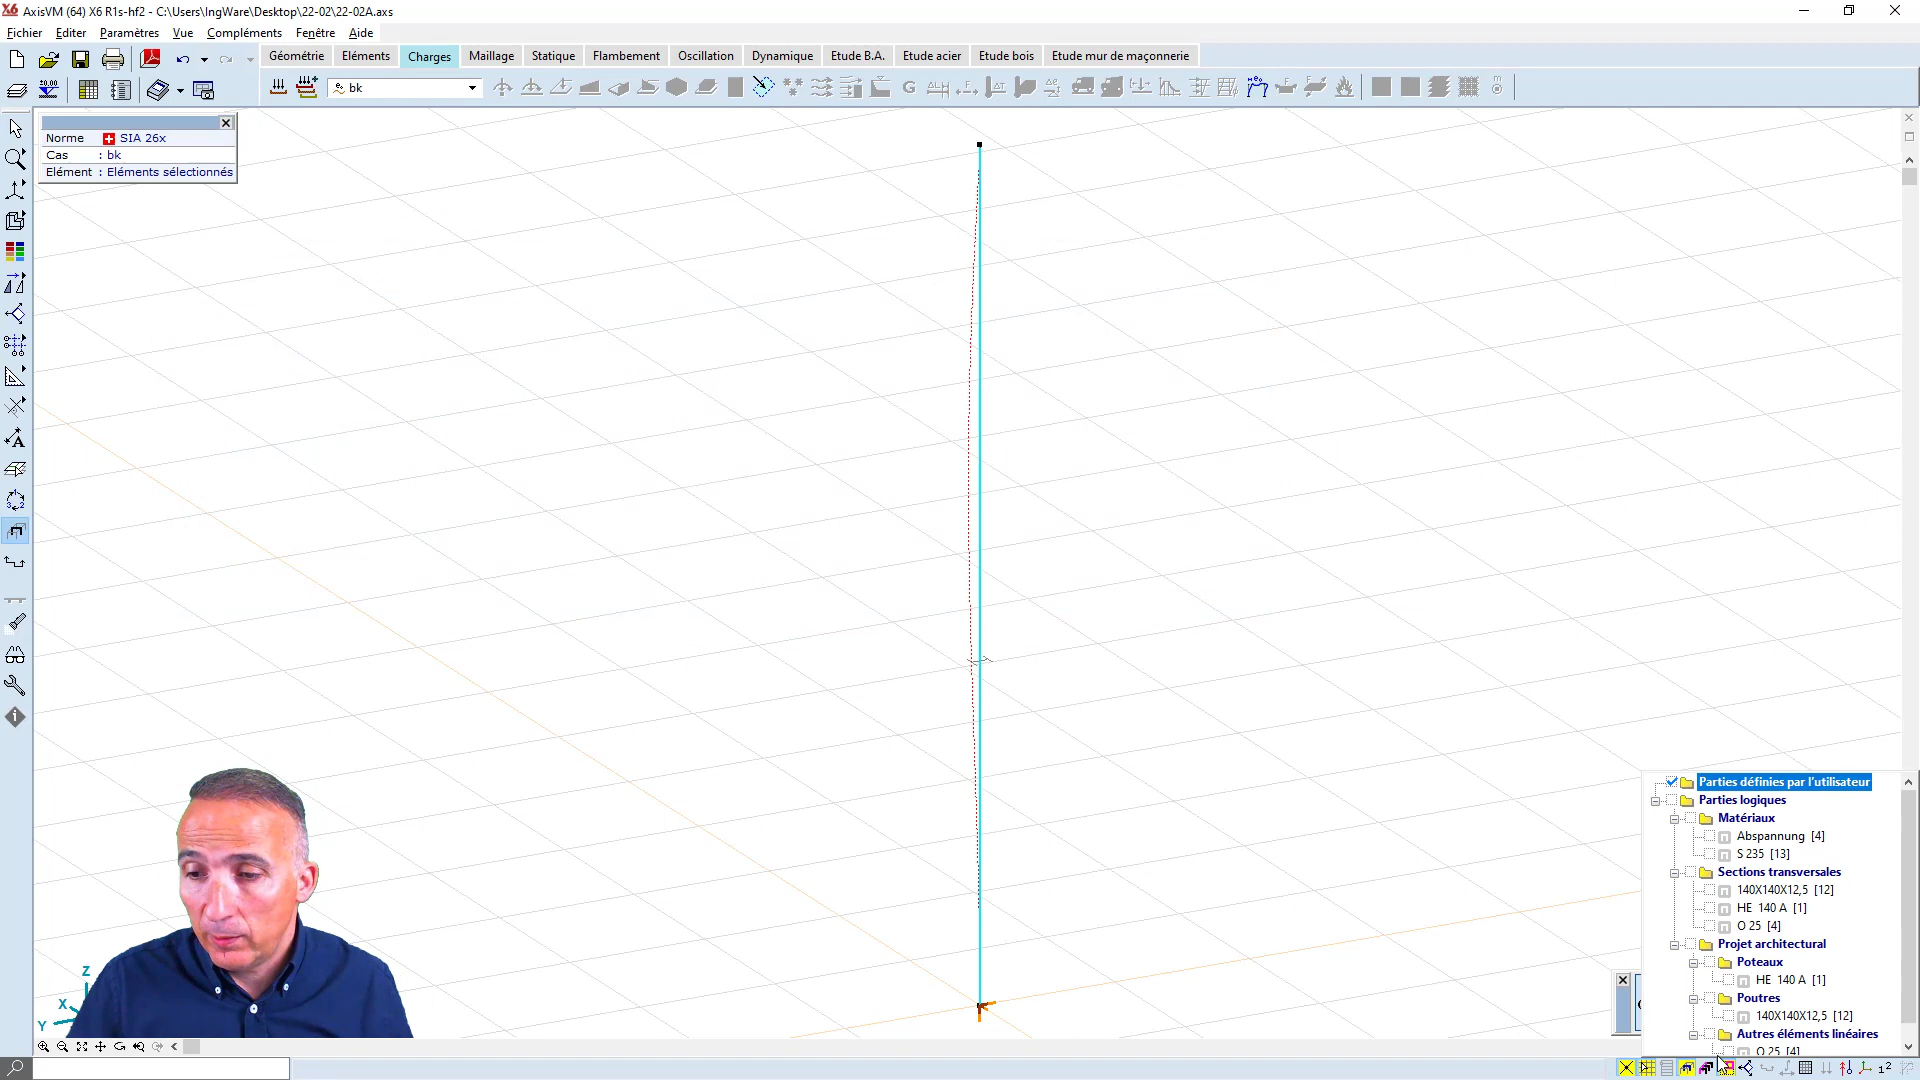 AxisVM (64) X6 R1s-hf2 - C:\Users\IngWare\Desktop\22-02\22-02A.axs
Fichier Editer Paramètres Vue Compléments Fenêtre Aide
Géométrie Eléments Charges Maillage Statique Flambement Oscillation Dynamique Etude B.A. Etude acier Etude bois Etude mur de maçonnerie
bk
Norme SIA 26x
Cas : bk
Elément : Eléments sélectionnés
Parties définies par l'utilisateur
Parties logiques
Matériaux
Abspannung [4]
S 235 [13]
Sections transversales
140X140X12,5 [12]
HE 140 A [1]
O 25 [4]
Projet architectural
Poteaux
HE 140 A [1]
Poutres
140X140X12,5 [12]
Autres éléments linéaires
O 25 [4]
Z
X
Y